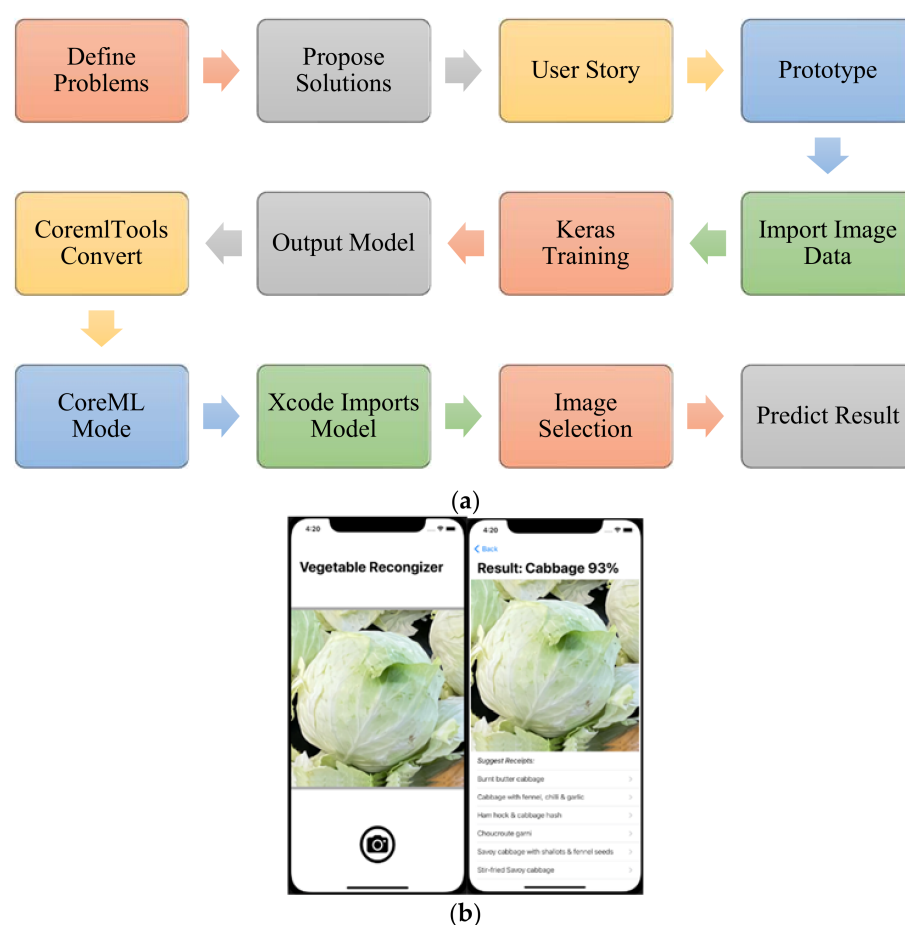 Define
Problems
Propose
Solutions
User Story
Prototype
Import Image
Data
Keras
Training
Output Model
CoremlTools
Convert
CoreML
Mode
Xcode Imports
Model
Image
Selection
Predict Result
(a)
4:20
Vegetable Recongizer
4:20
Back
Result: Cabbage 93%
Suggest Receipts:
Burnt butter cabbage
Cabbage with fennel, chilli & garlic
Ham hock & cabbage hash
Choucroute garni
Savoy cabbage with shallots & fennel seeds
Stir-fried Savoy cabbage
(b)